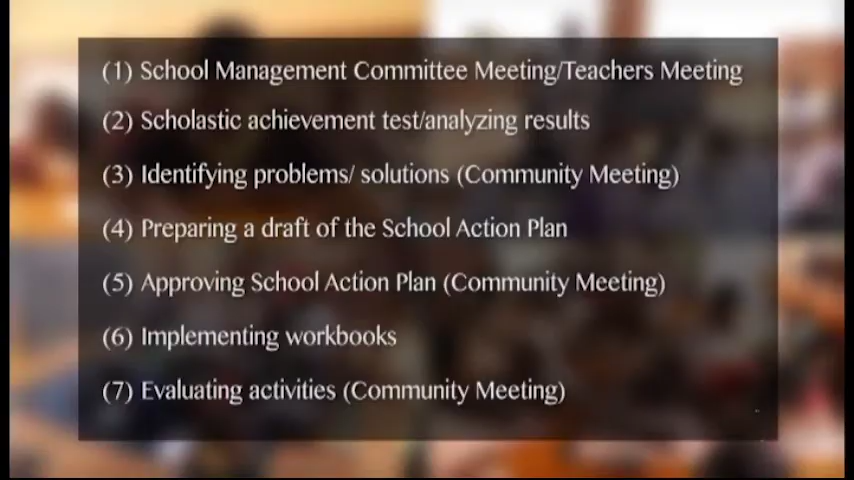 (1) School Management Committee Meeting/Teachers Meeting
(2) Scholastic achievement test/analyzing results
(3) Identifying problems/ solutions (Community Meeting)
(4) Preparing a draft of the School Action Plan
(5) Approving School Action Plan (Community Meeting)
(6) Implementing workbooks
(7) Evaluating activities (Community Meeting)